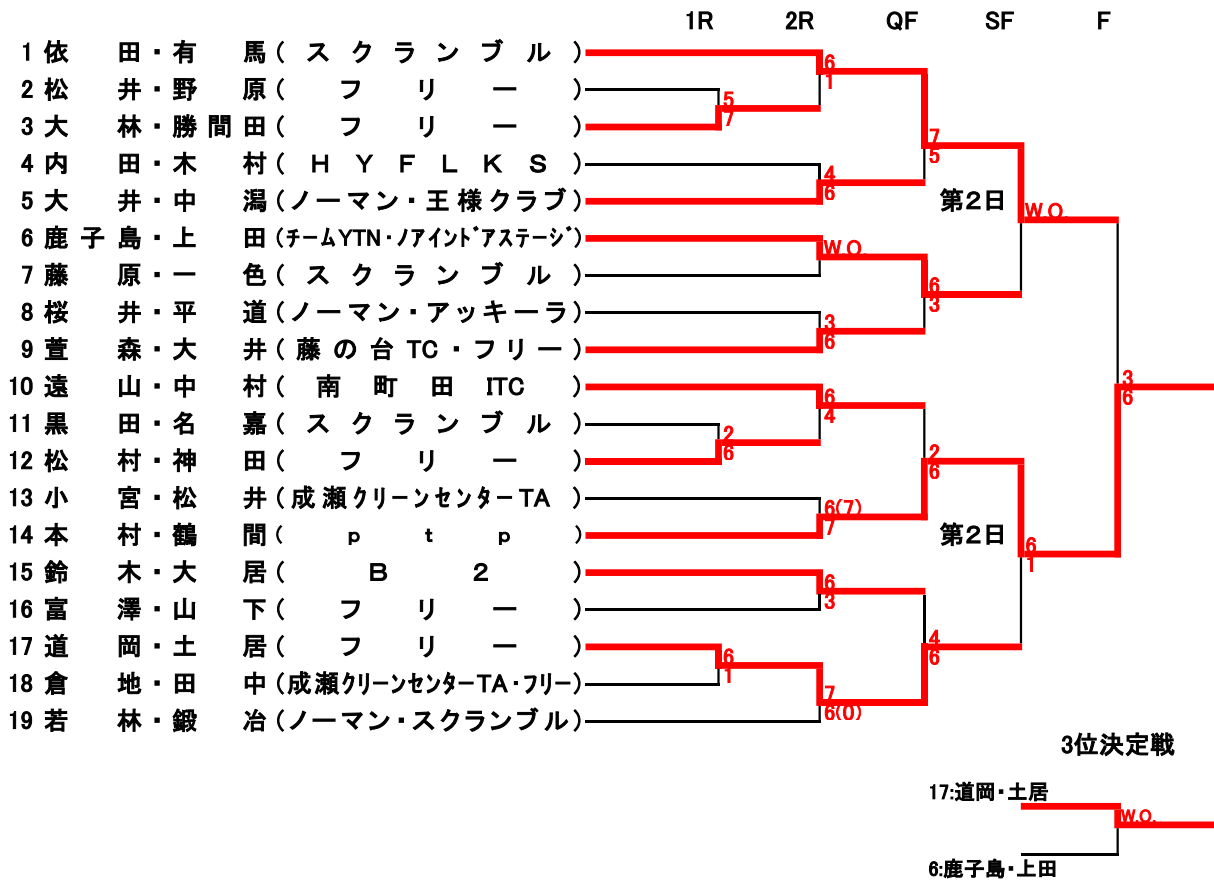 1R 2R QF SF F
1 依田・有馬(スクランブル)
2 松井・野原(フリー)
3 大林・勝間田(フリー)
4 内田・木村(HYFLKS)
5 大井・中潟(ノーマン・王様クラブ)
6 鹿子島・上田(チームYTN・ノアインドアステージ)
7 藤原・一色(スクランブル)
8 桜井・平道(ノーマン・アッキーラ)
9 萱森・大井(藤の台TC・フリー)
10 遠山・中村(南町田ITC)
11 黒田・名嘉(スクランブル)
12 松村・神田(フリー)
13 小宮・松井(成瀬クリーンセンターTA)
14 本村・鶴間(ptp)
15 鈴木・大居(B2)
16 富澤・山下(フリー)
17 道岡・土居(フリー)
18 倉地・田中(成瀬クリーンセンターTA・フリー)
19 若林・鍛冶(ノーマン・スクランブル)
5
7
2
6
6
1
6
1
4
6
W.O.
3
6
6
4
6(7)
7
6
3
7
6(0)
7
5
6
3
2
6
4
6
第2日
第2日
W.O.
6
1
3
6
3位決定戦
17:道岡・土居
W.O.
6:鹿子島・上田